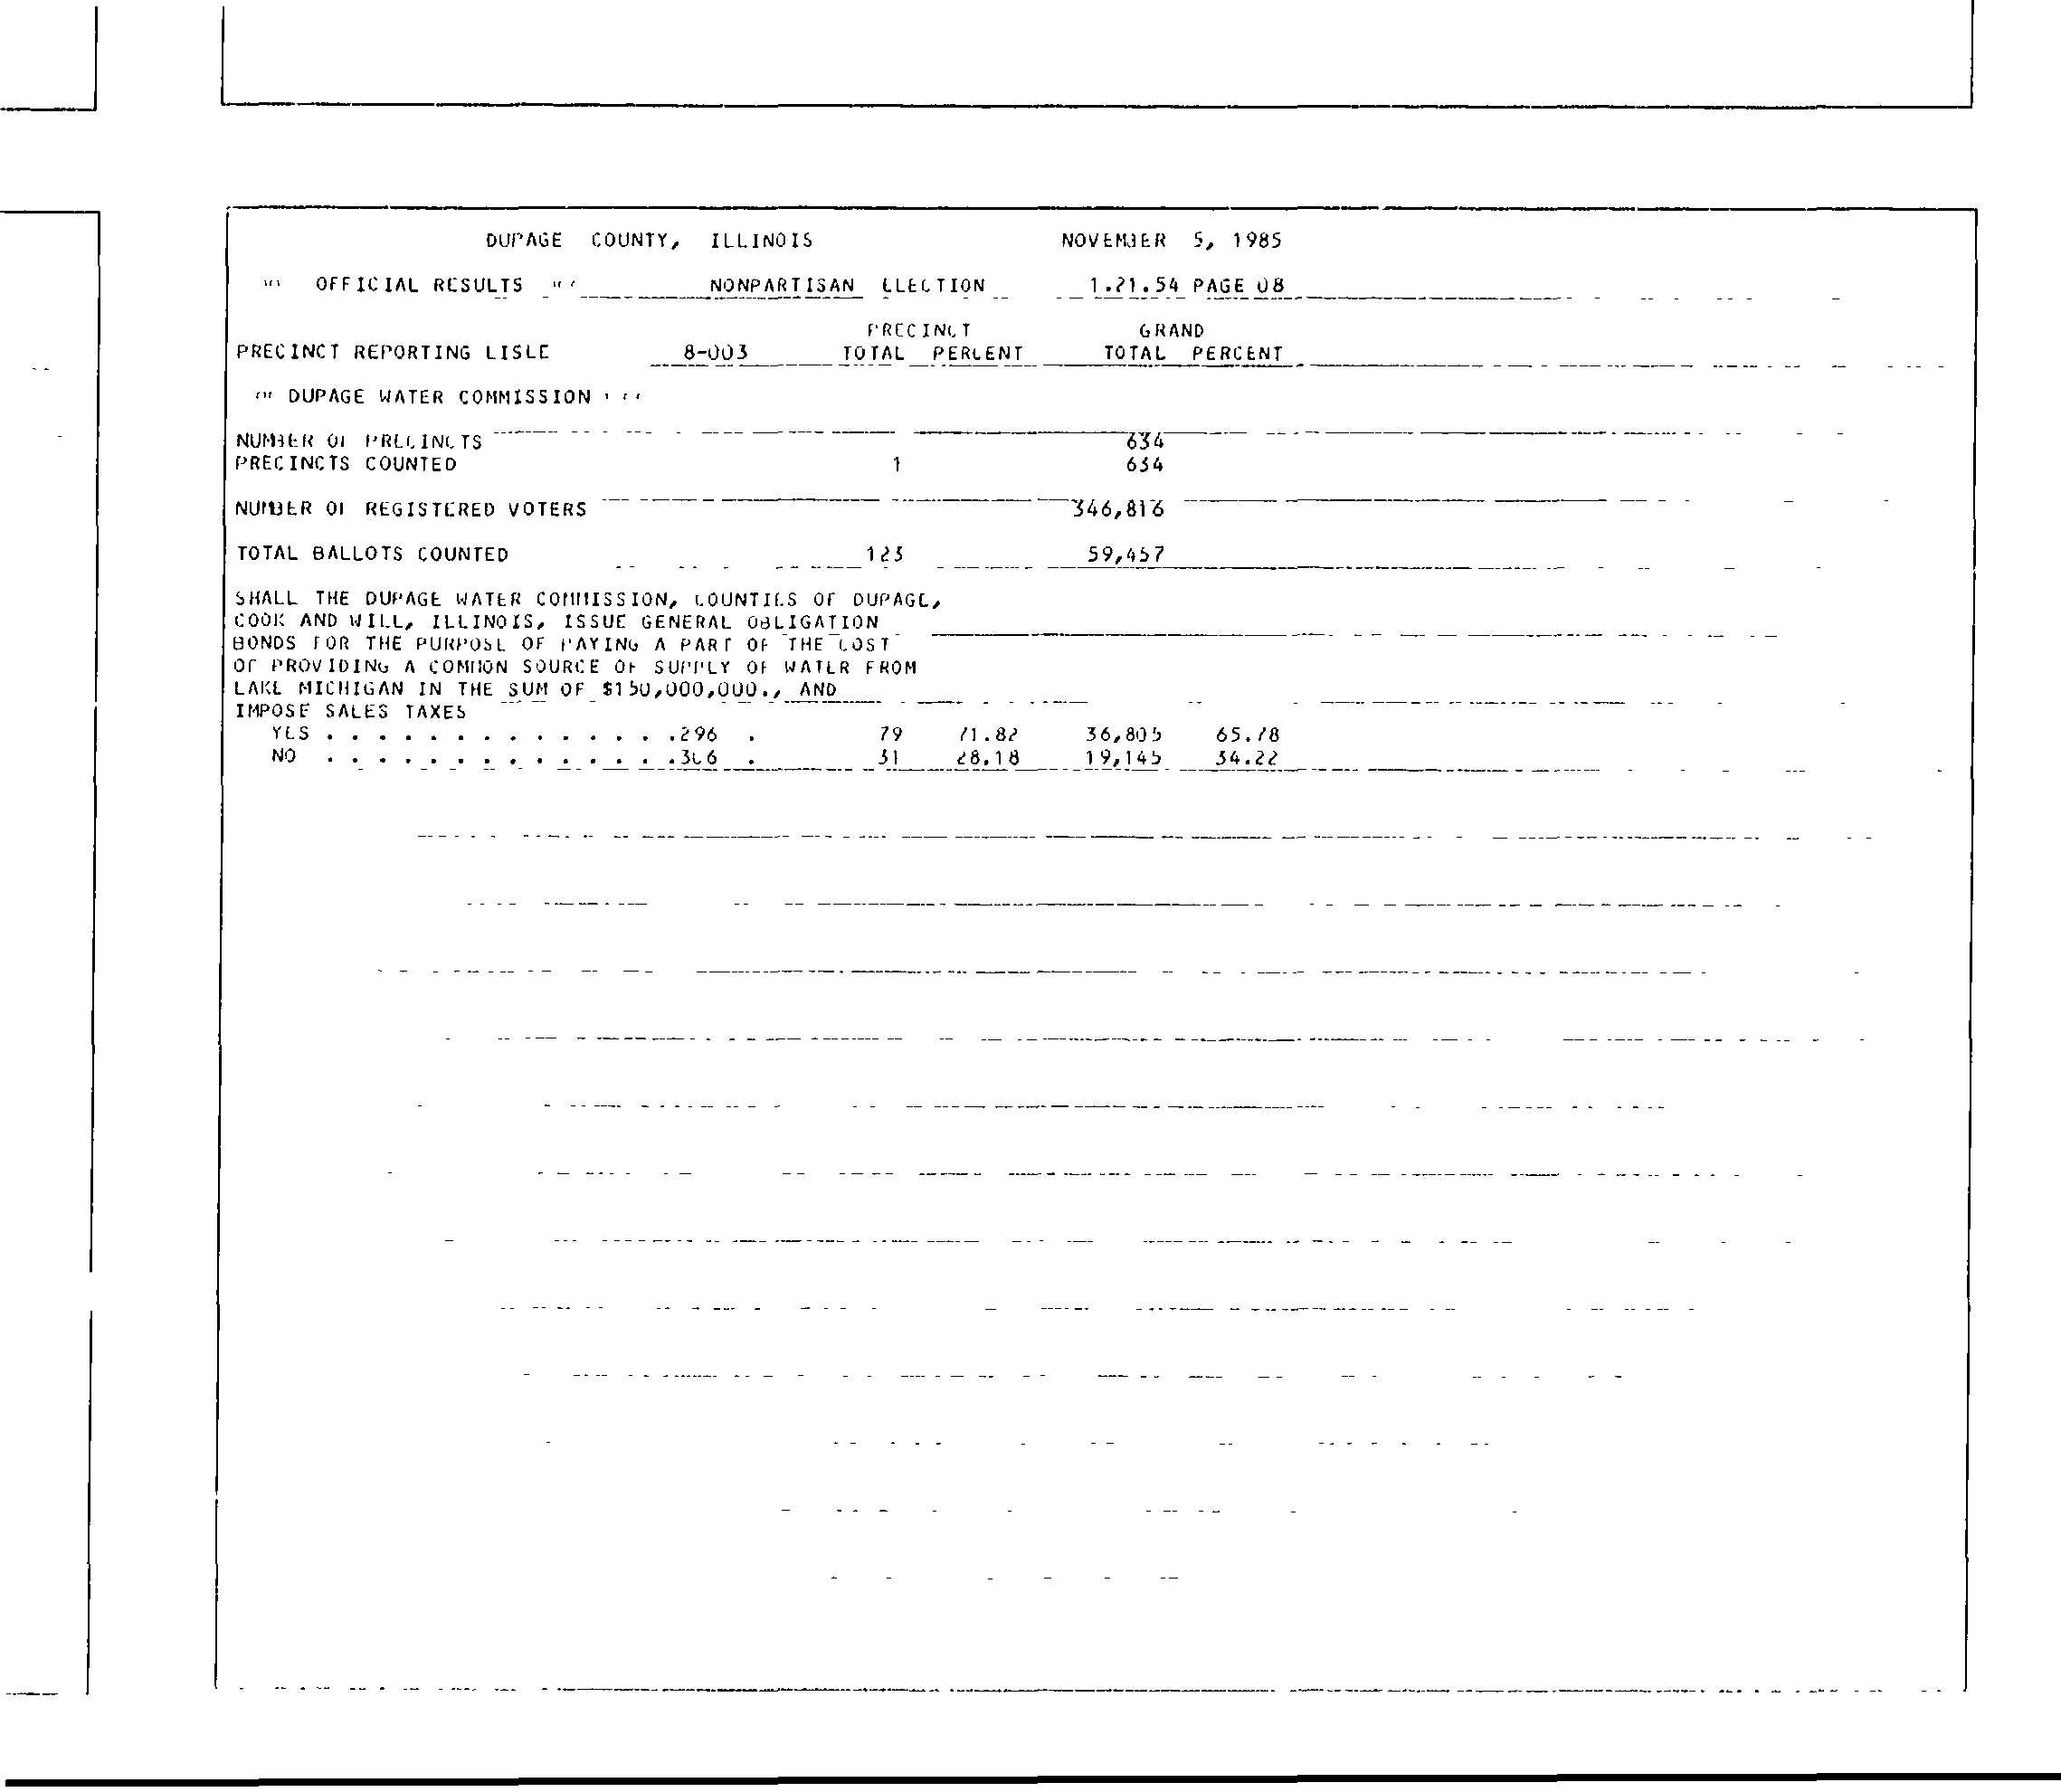 DUPAGE COUNTY, ILLINOIS NOVEMBER 5, 1985
OFFICIAL RESULTS NONPARTISAN ELECTION 1.21.54 PAGE 08
PRECINCT GRAND
PRECINCT REPORTING LISLE 8-003 TOTAL PERCENT TOTAL PERCENT
DUPAGE WATER COMMISSION
NUMBER OF PRECINCTS 634
PRECINCTS COUNTED 1 634
NUMBER OF REGISTERED VOTERS 346,816
TOTAL BALLOTS COUNTED 123 59,457
SHALL THE DUPAGE WATER COMMISSION, COUNTIES OF DUPAGE,
COOK AND WILL, ILLINOIS, ISSUE GENERAL OBLIGATION
BONDS FOR THE PURPOSE OF PAYING A PART OF THE COST
OF PROVIDING A COMMON SOURCE OF SUPPLY OF WATER FROM
LAKE MICHIGAN IN THE SUM OF $150,000,000., AND
IMPOSE SALES TAXES
YES . . . . . . . . . . . . . .296 . 79 71.82 36,805 65.78
NO . . . . . . . . . . . . . . 31 28.18 19,145 34.22